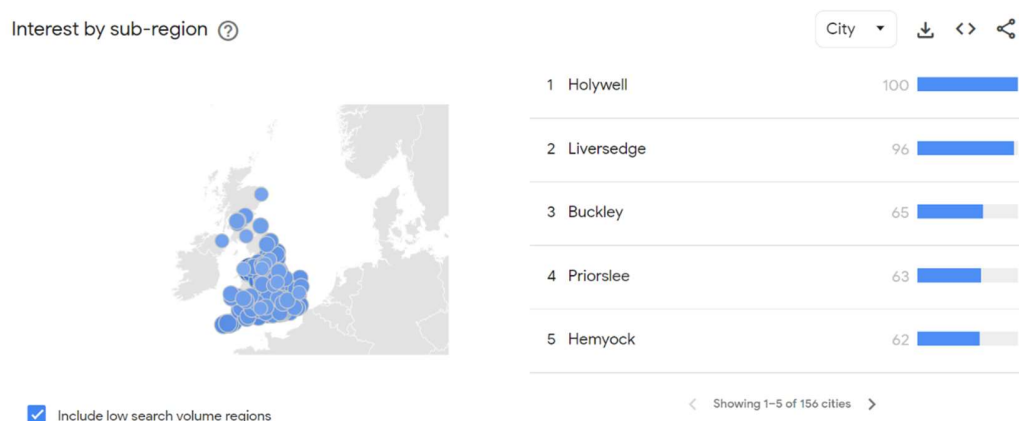 Interest by sub-region
City
1 Holywell 100
2 Liversedge 96
3 Buckley 65
4 Priorslee 63
5 Hemyock 62
Include low search volume regions
Showing 1–5 of 156 cities